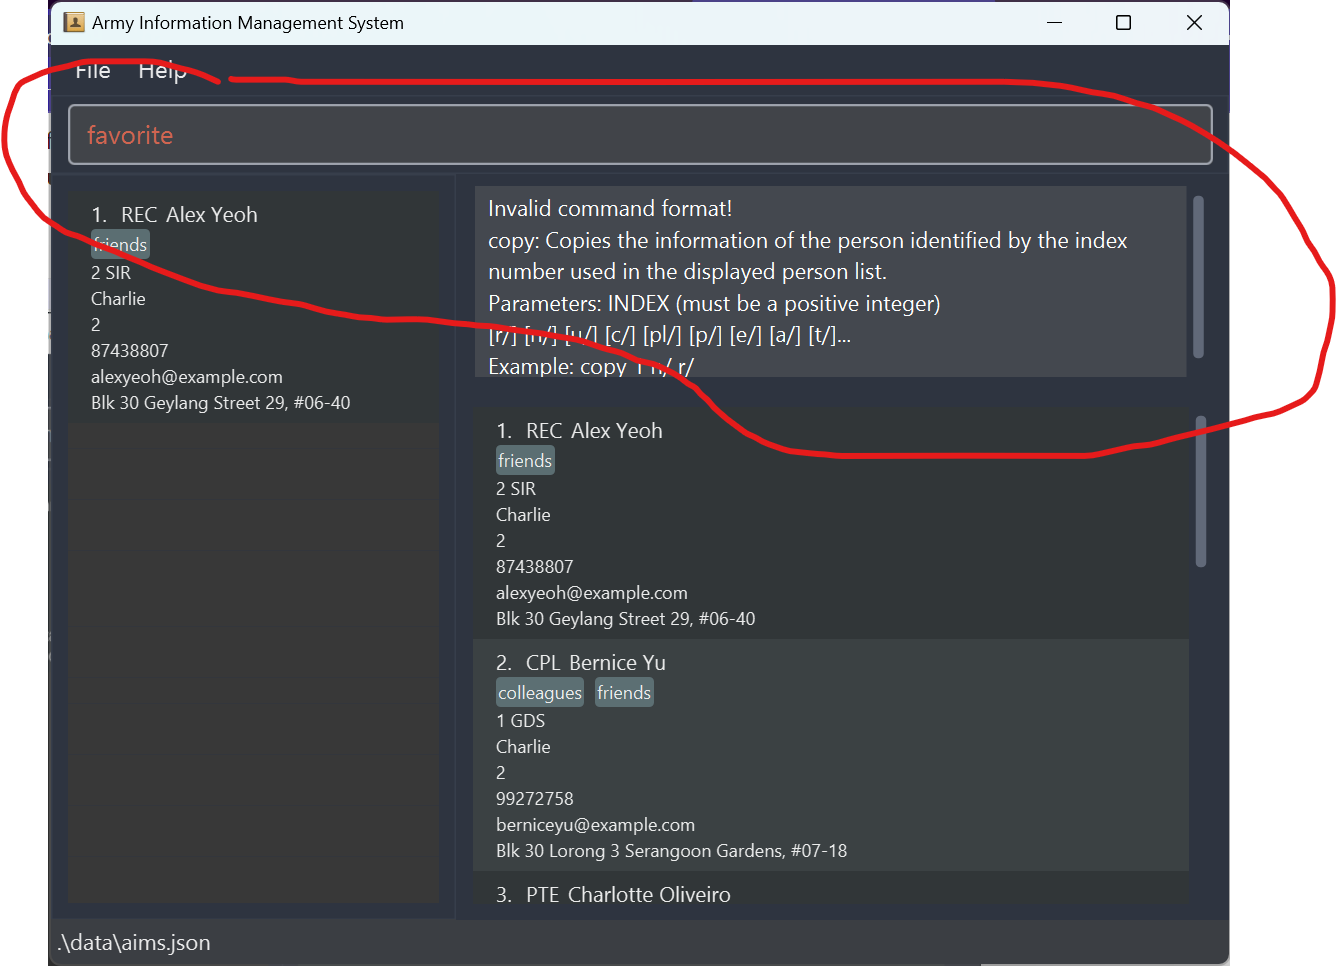 Army Information Management System
File Help
favorite
1. REC Alex Yeoh
friends
2 SIR
Charlie
2
87438807
alexyeoh@example.com
Blk 30 Geylang Street 29, #06-40
Invalid command format!
copy: Copies the information of the person identified by the index
number used in the displayed person list.
Parameters: INDEX (must be a positive integer)
[r/] [n/] [u/] [c/] [pl/] [p/] [e/] [a/] [t/]...
Example: copy 1 n/ r/
1. REC Alex Yeoh
friends
2 SIR
Charlie
2
87438807
alexyeoh@example.com
Blk 30 Geylang Street 29, #06-40
2. CPL Bernice Yu
colleagues friends
1 GDS
Charlie
2
99272758
berniceyu@example.com
Blk 30 Lorong 3 Serangoon Gardens, #07-18
3. PTE Charlotte Oliveiro
.\data\aims.json